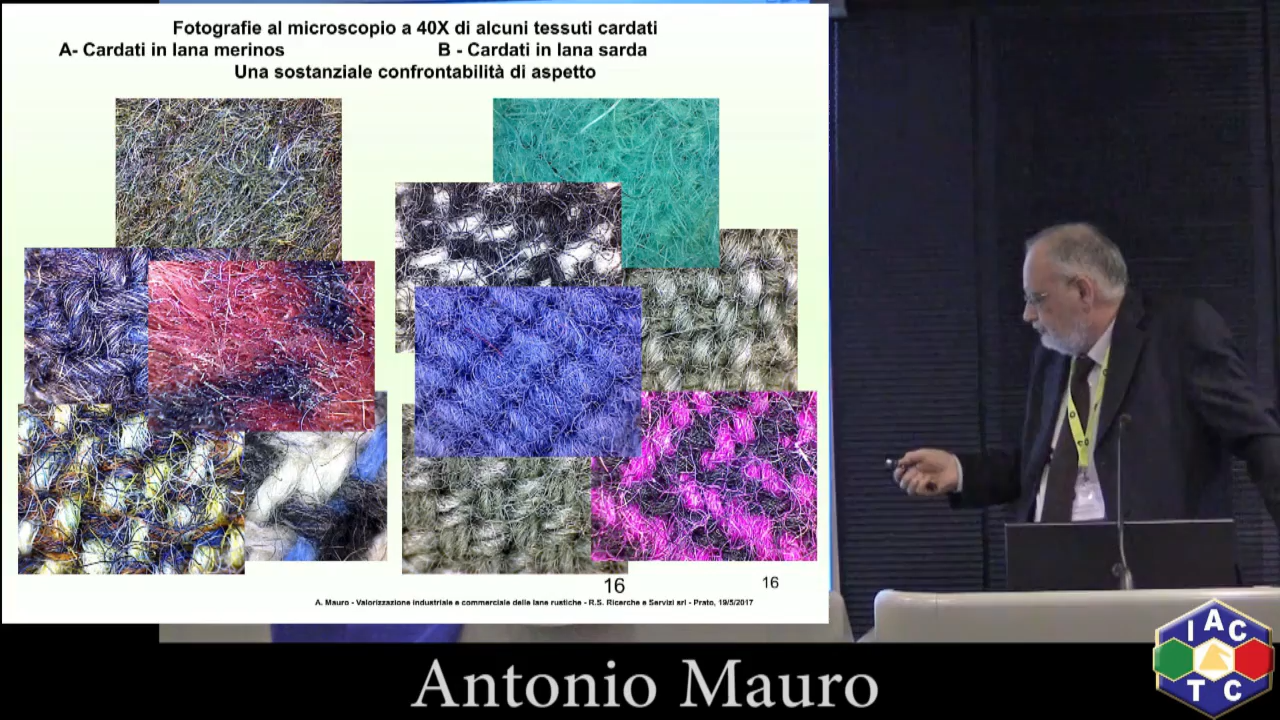 Fotografie al microscopio a 40X di alcuni tessuti cardati
A- Cardati in lana merinos
B - Cardati in lana sarda
Una sostanziale confrontabilità di aspetto
16
16
A. Mauro - Valorizzazione industriale e commerciale delle lane rustiche - R.S. Ricerche e Servizi srl - Prato, 19/5/2017
Antonio Mauro
IACTC